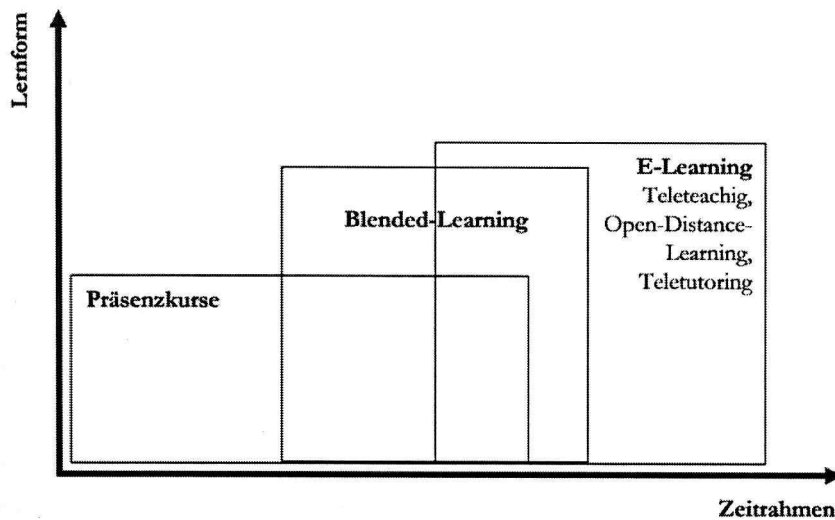 Lernform
E-Learning
Teleteachig,
Open-Distance-
Learning,
Teletutoring
Blended-Learning
Präsenzkurse
Zeitrahmen